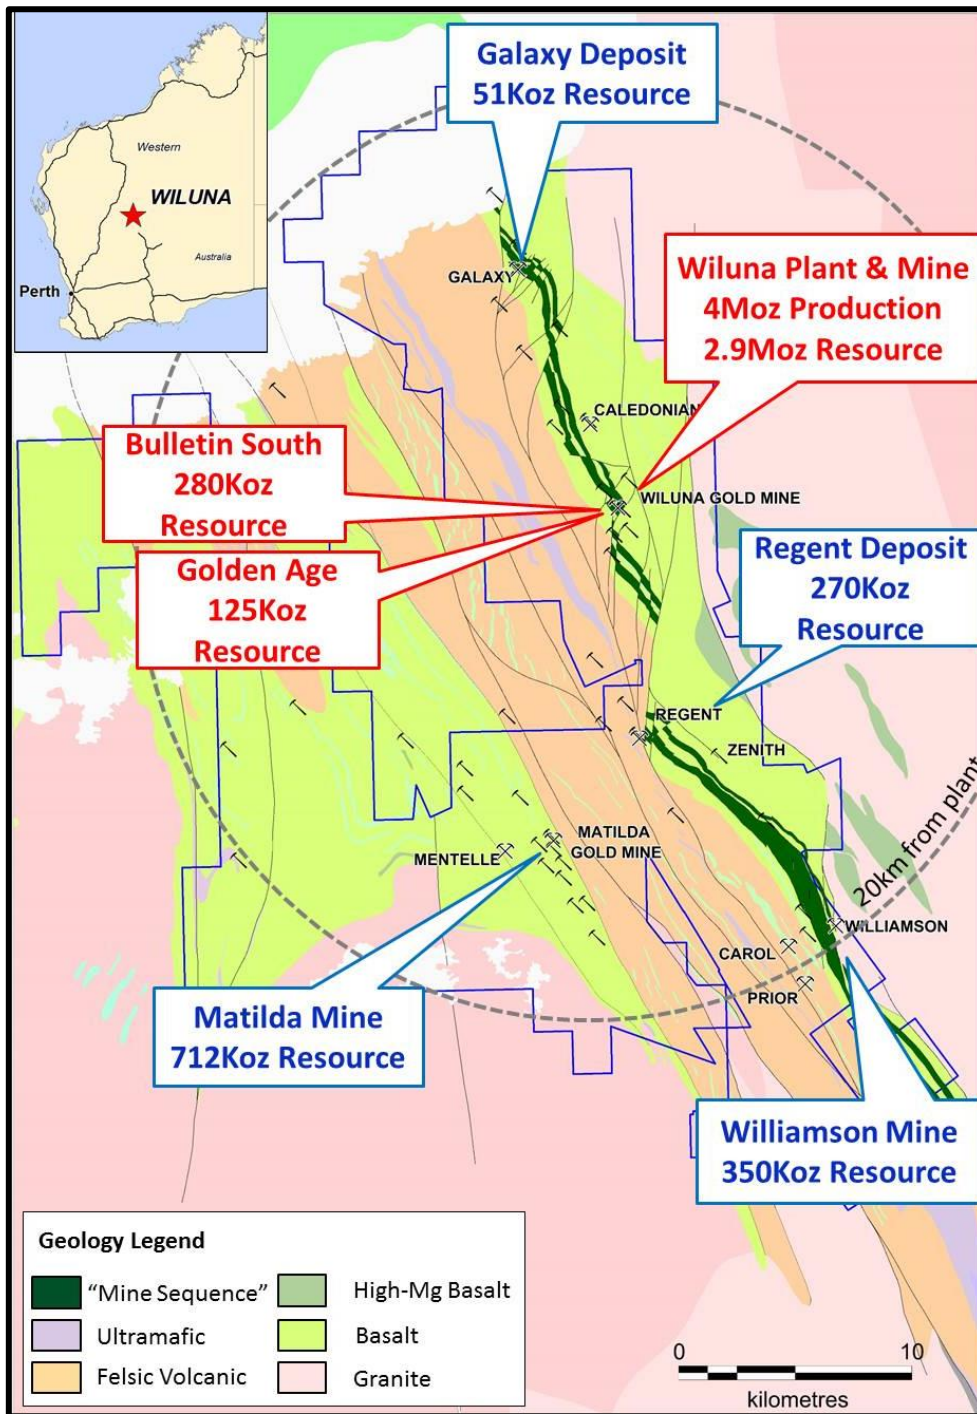 Galaxy Deposit
51Koz Resource
Western
WILUNA
Australia
Perth
GALAXY
Wiluna Plant & Mine
4Moz Production
2.9Moz Resource
CALEDONIAN
Bulletin South
280Koz
Resource
WILUNA GOLD MINE
Golden Age
125Koz
Resource
Regent Deposit
270Koz
Resource
REGENT
ZENITH
20km from plant
MATILDA
GOLD MINE
MENTELLE
WILLIAMSON
CAROL
PRIOR
Matilda Mine
712Koz Resource
Williamson Mine
350Koz Resource
Geology Legend
“Mine Sequence”
High-Mg Basalt
Ultramafic
Basalt
Felsic Volcanic
Granite
0 10
kilometres